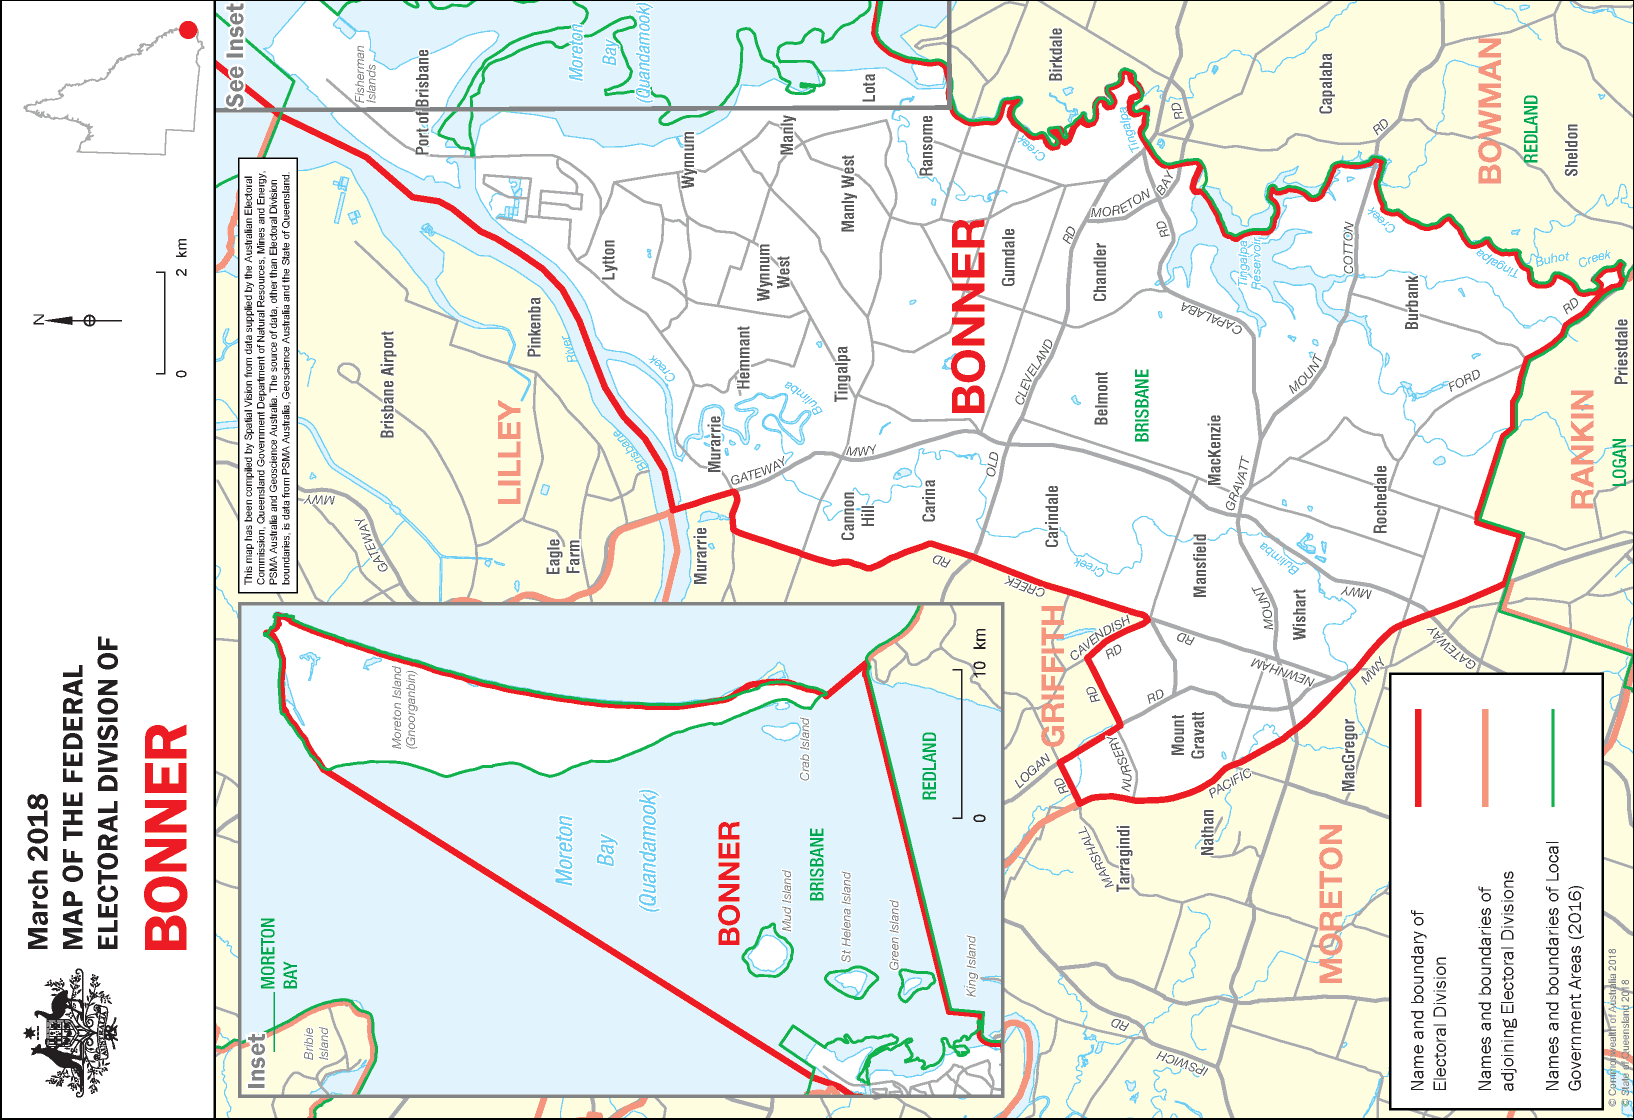 March 2018
MAP OF THE FEDERAL
ELECTORAL DIVISION OF
BONNER
N
0
2 km
This map has been compiled by Spatial Vision from data supplied by the Australian Electoral
Commission, Queensland Government Department of Natural Resources, Mines and Energy,
PSMA Australia and Geoscience Australia. The source of data, other than Electoral Division
boundaries, is data from PSMA Australia, Geoscience Australia and the State of Queensland.
See Inset
Inset
MORETON
BAY
Bribie
Island
Moreton Island
(Gnoorganbin)
Moreton
Bay
(Quandamook)
BONNER
BRISBANE
REDLAND
Crab Island
Mud Island
St Helena Island
Green Island
King Island
0
10 km
Fisherman
Islands
Port of Brisbane
Moreton
Bay
(Quandamook)
Lota
Brisbane Airport
Pinkenba
LILLEY
Eagle
Farm
GATEWAY
MWY
Brisbane
River
Lytton
Wynnum
Manly
Wynnum
West
Manly West
Ransome
Hemmant
Creek
Bulimba
Tingalpa
Murarrie
Murarrie
GATEWAY
MWY
Cannon
Hill
Carina
BONNER
Gumdale
Chandler
Birkdale
Capalaba
BOWMAN
REDLAND
Sheldon
Creek
Tingalpa
MORETON
BAY
RD
RD
RD
RD
Tingalpa
Reservoir
COTTON
MOUNT
CAPALABA
CLEVELAND
OLD
Belmont
BRISBANE
Burbank
FORD
RD
Creek
Tingalpa
Buhot
Creek
Priestdale
RANKIN
LOGAN
MacKenzie
GRAVATT
MOUNT
Rochedale
Carindale
Creek
Bulimba
Mansfield
Wishart
MWY
NEWNHAM
RD
GATEWAY
MWY
RD
CREEK
GRIFFITH
CAVENDISH
RD
RD
LOGAN
RD
NURSERY
RD
Mount
Gravatt
PACIFIC
MacGregor
Nathan
MARSHALL
Tarragindi
MORETON
RD
IPSWICH
Name and boundary of
Electoral Division
Names and boundaries of
adjoining Electoral Divisions
Names and boundaries of Local
Government Areas (2016)
© Commonwealth of Australia 2018
© State of Queensland 2018